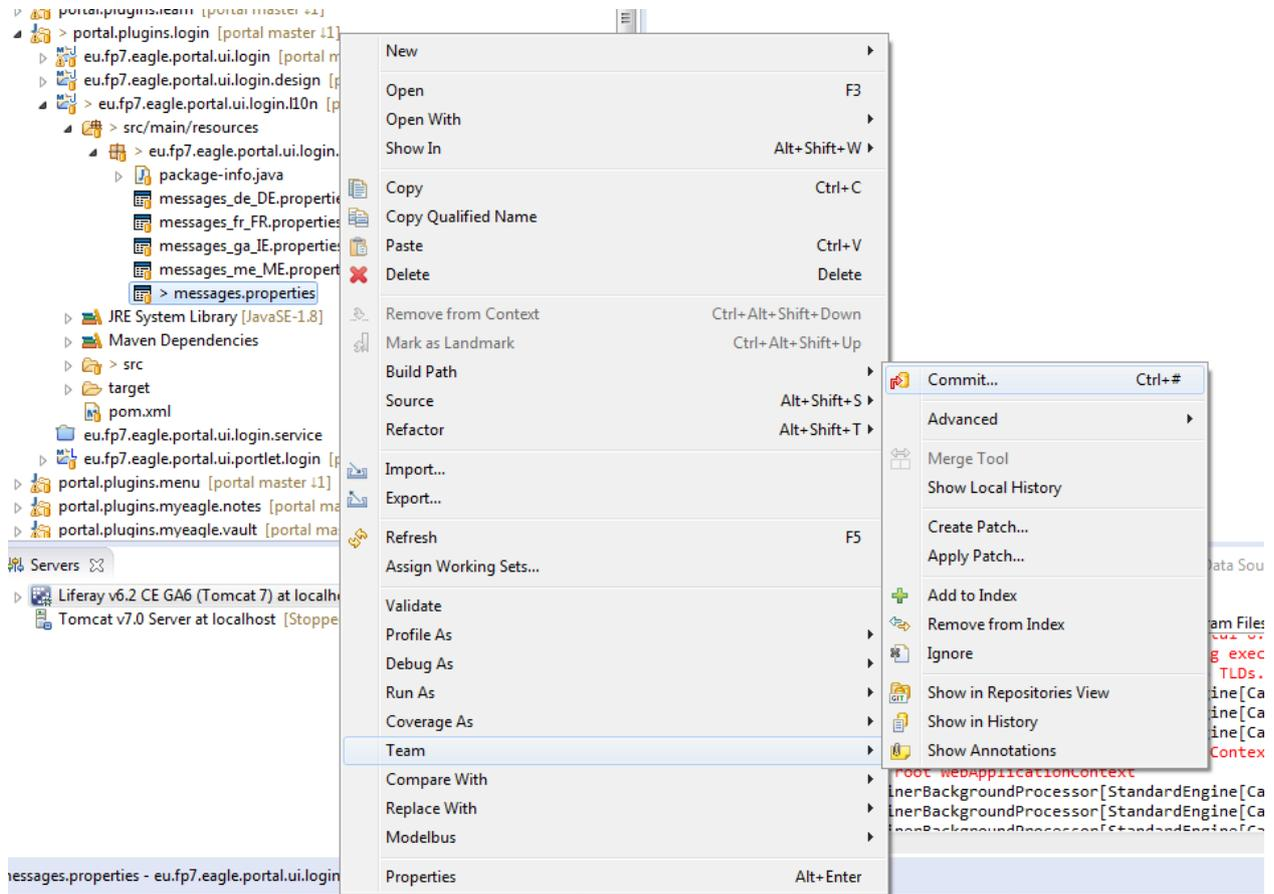 portal.plugins.learn [portal master ↓1]
> portal.plugins.login [portal master ↓1]
eu.fp7.eagle.portal.ui.login [portal m
eu.fp7.eagle.portal.ui.login.design [p
> eu.fp7.eagle.portal.ui.login.l10n [p
> src/main/resources
> eu.fp7.eagle.portal.ui.login.
package-info.java
messages_de_DE.propertie
messages_fr_FR.properties
messages_ga_IE.properties
messages_me_ME.propert
> messages.properties
JRE System Library [JavaSE-1.8]
Maven Dependencies
> src
target
pom.xml
eu.fp7.eagle.portal.ui.login.service
eu.fp7.eagle.portal.ui.portlet.login [p
portal.plugins.menu [portal master ↓1]
portal.plugins.myeagle.notes [portal ma
portal.plugins.myeagle.vault [portal ma
Servers
Liferay v6.2 CE GA6 (Tomcat 7) at localh
Tomcat v7.0 Server at localhost [Stoppe
messages.properties - eu.fp7.eagle.portal.ui.login
New
Open F3
Open With
Show In Alt+Shift+W
Copy Ctrl+C
Copy Qualified Name
Paste Ctrl+V
Delete Delete
Remove from Context Ctrl+Alt+Shift+Down
Mark as Landmark Ctrl+Alt+Shift+Up
Build Path
Source Alt+Shift+S
Refactor Alt+Shift+T
Import...
Export...
Refresh F5
Assign Working Sets...
Validate
Profile As
Debug As
Run As
Coverage As
Team
Compare With
Replace With
Modelbus
Properties Alt+Enter
Commit... Ctrl+#
Advanced
Merge Tool
Show Local History
Create Patch...
Apply Patch...
Add to Index
Remove from Index
Ignore
Show in Repositories View
Show in History
Show Annotations
Data Sou
ram Files
g exec
TLDs.
ine[Ca
ine[Ca
ine[Ca
Contex
root WebApplicationContext
inerBackgroundProcessor[StandardEngine[Ca
inerBackgroundProcessor[StandardEngine[Ca
inerBackgroundProcessor[StandardEngine[Ca